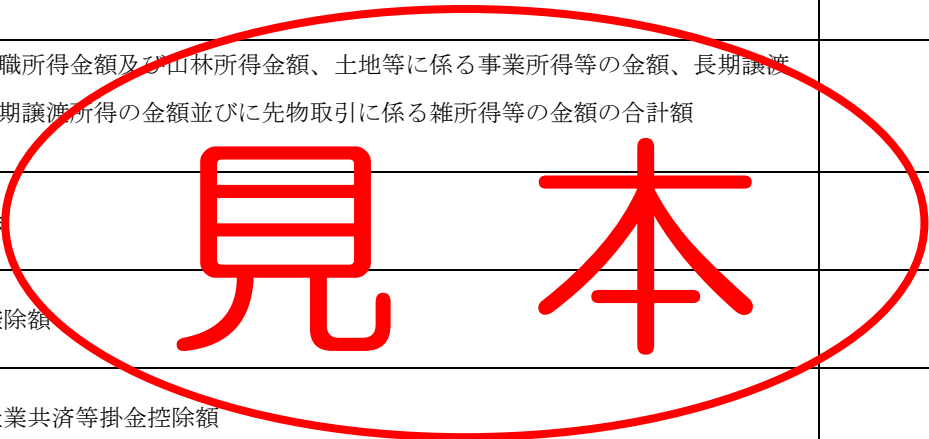 職所得金額及び山林所得金額、土地等に係る事業所得等の金額、長期譲渡
期譲渡所得の金額並びに先物取引に係る雑所得等の金額の合計額
見本
除額
業共済等掛金控除額